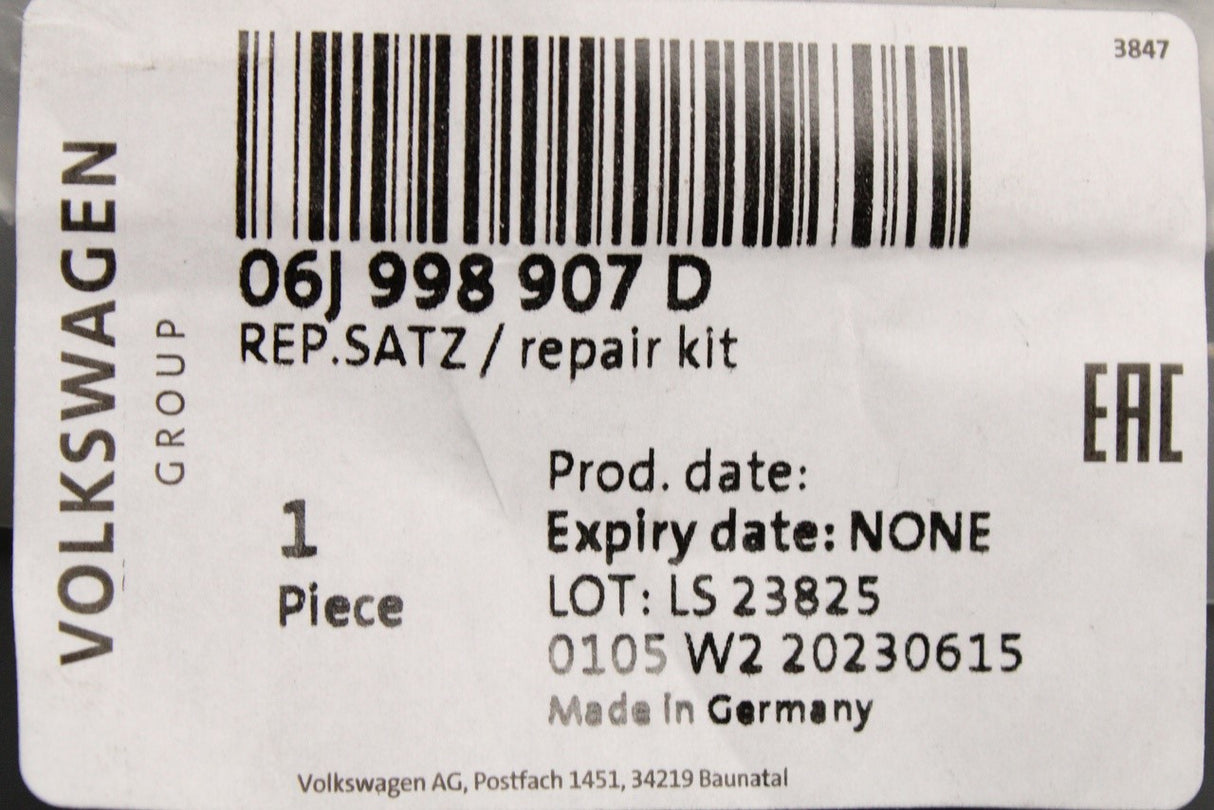 3847
VOLKSWAGEN
GROUP
06J 998 907 D
REP.SATZ / repair kit
EAC
1
Piece
Prod. date:
Expiry date: NONE
LOT: LS 23825
0105 W2 20230615
Made in Germany
Volkswagen AG, Postfach 1451, 34219 Baunatal